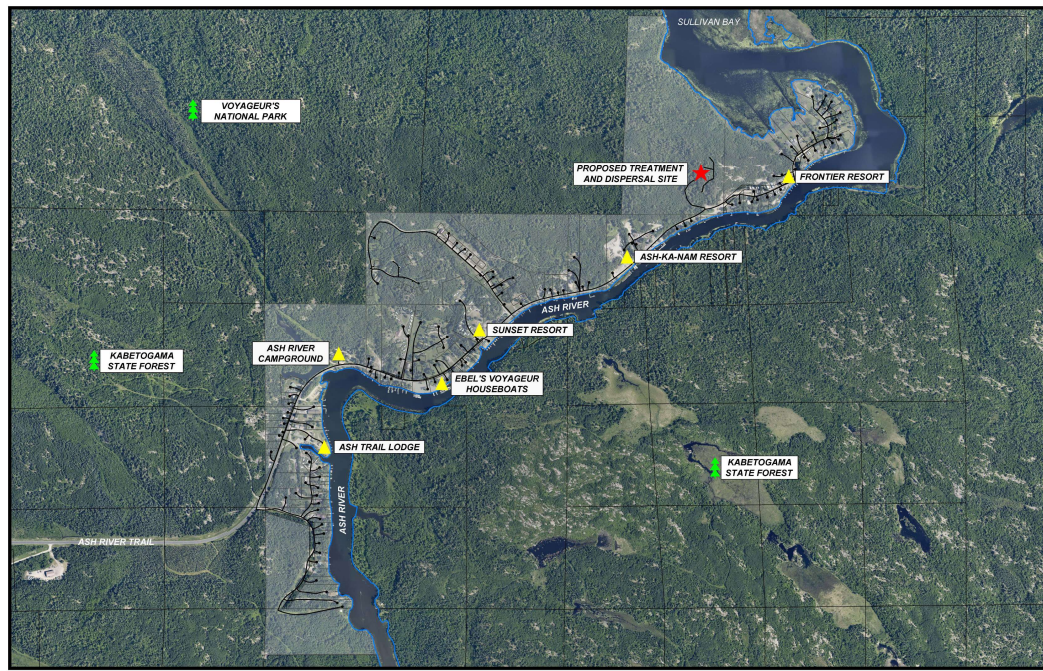 SULLIVAN BAY
VOYAGEUR'S
NATIONAL PARK
PROPOSED TREATMENT
AND DISPERSAL SITE
FRONTIER RESORT
ASH-KA-NAM RESORT
ASH RIVER
SUNSET RESORT
ASH RIVER
CAMPGROUND
KABETOGAMA
STATE FOREST
EBEL'S VOYAGEUR
HOUSEBOATS
ASH TRAIL LODGE
KABETOGAMA
STATE FOREST
ASH RIVER
ASH RIVER TRAIL